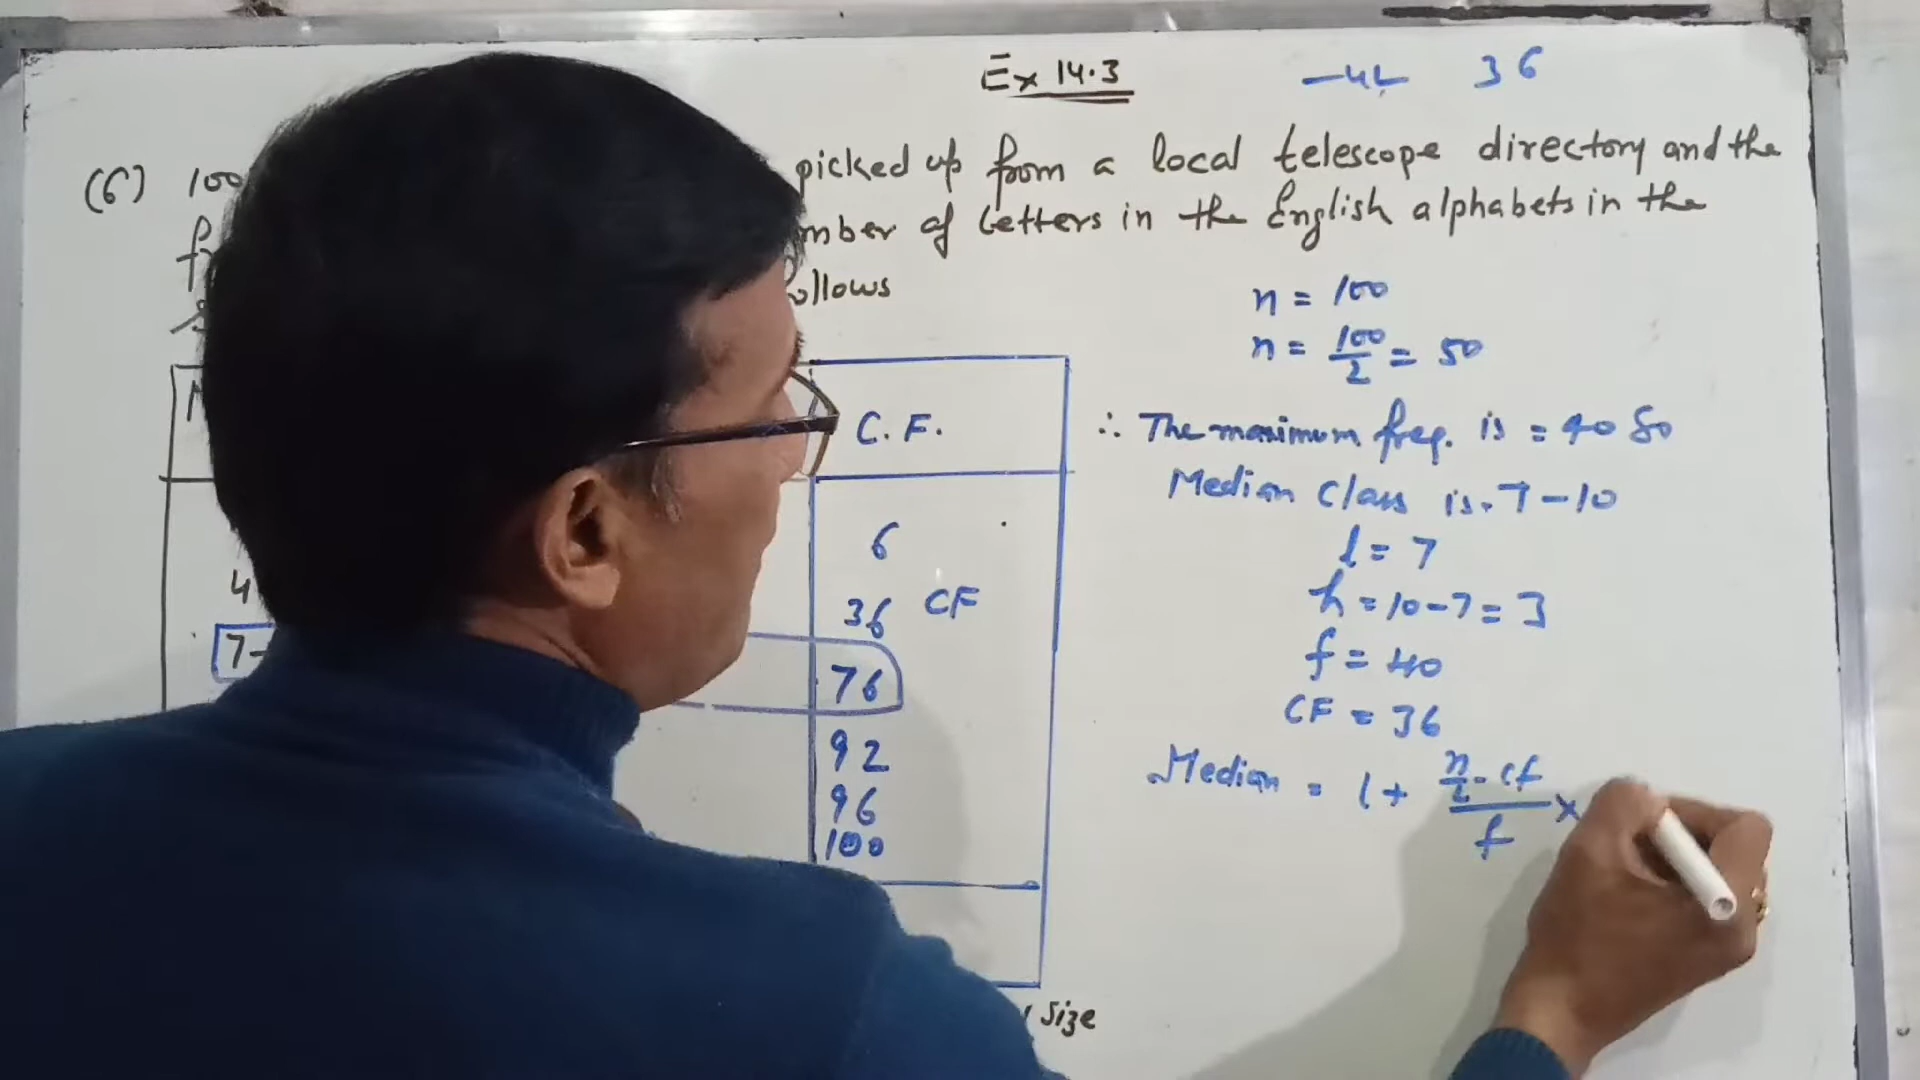 Ex 14.3
36
(6) 100 picked up from a local telescope directory and the
mber of letters in the English alphabets in the
follows
n = 100
n = 100/2 = 50
C.F.
∴ The maximum freq. is = 40 So
Median Class is. 7-10
6
l = 7
4
36 CF
h = 10-7 = 3
7-
76
f = 40
CF = 36
92
Median = l + n/2 - cf / f ×
96
100
Size